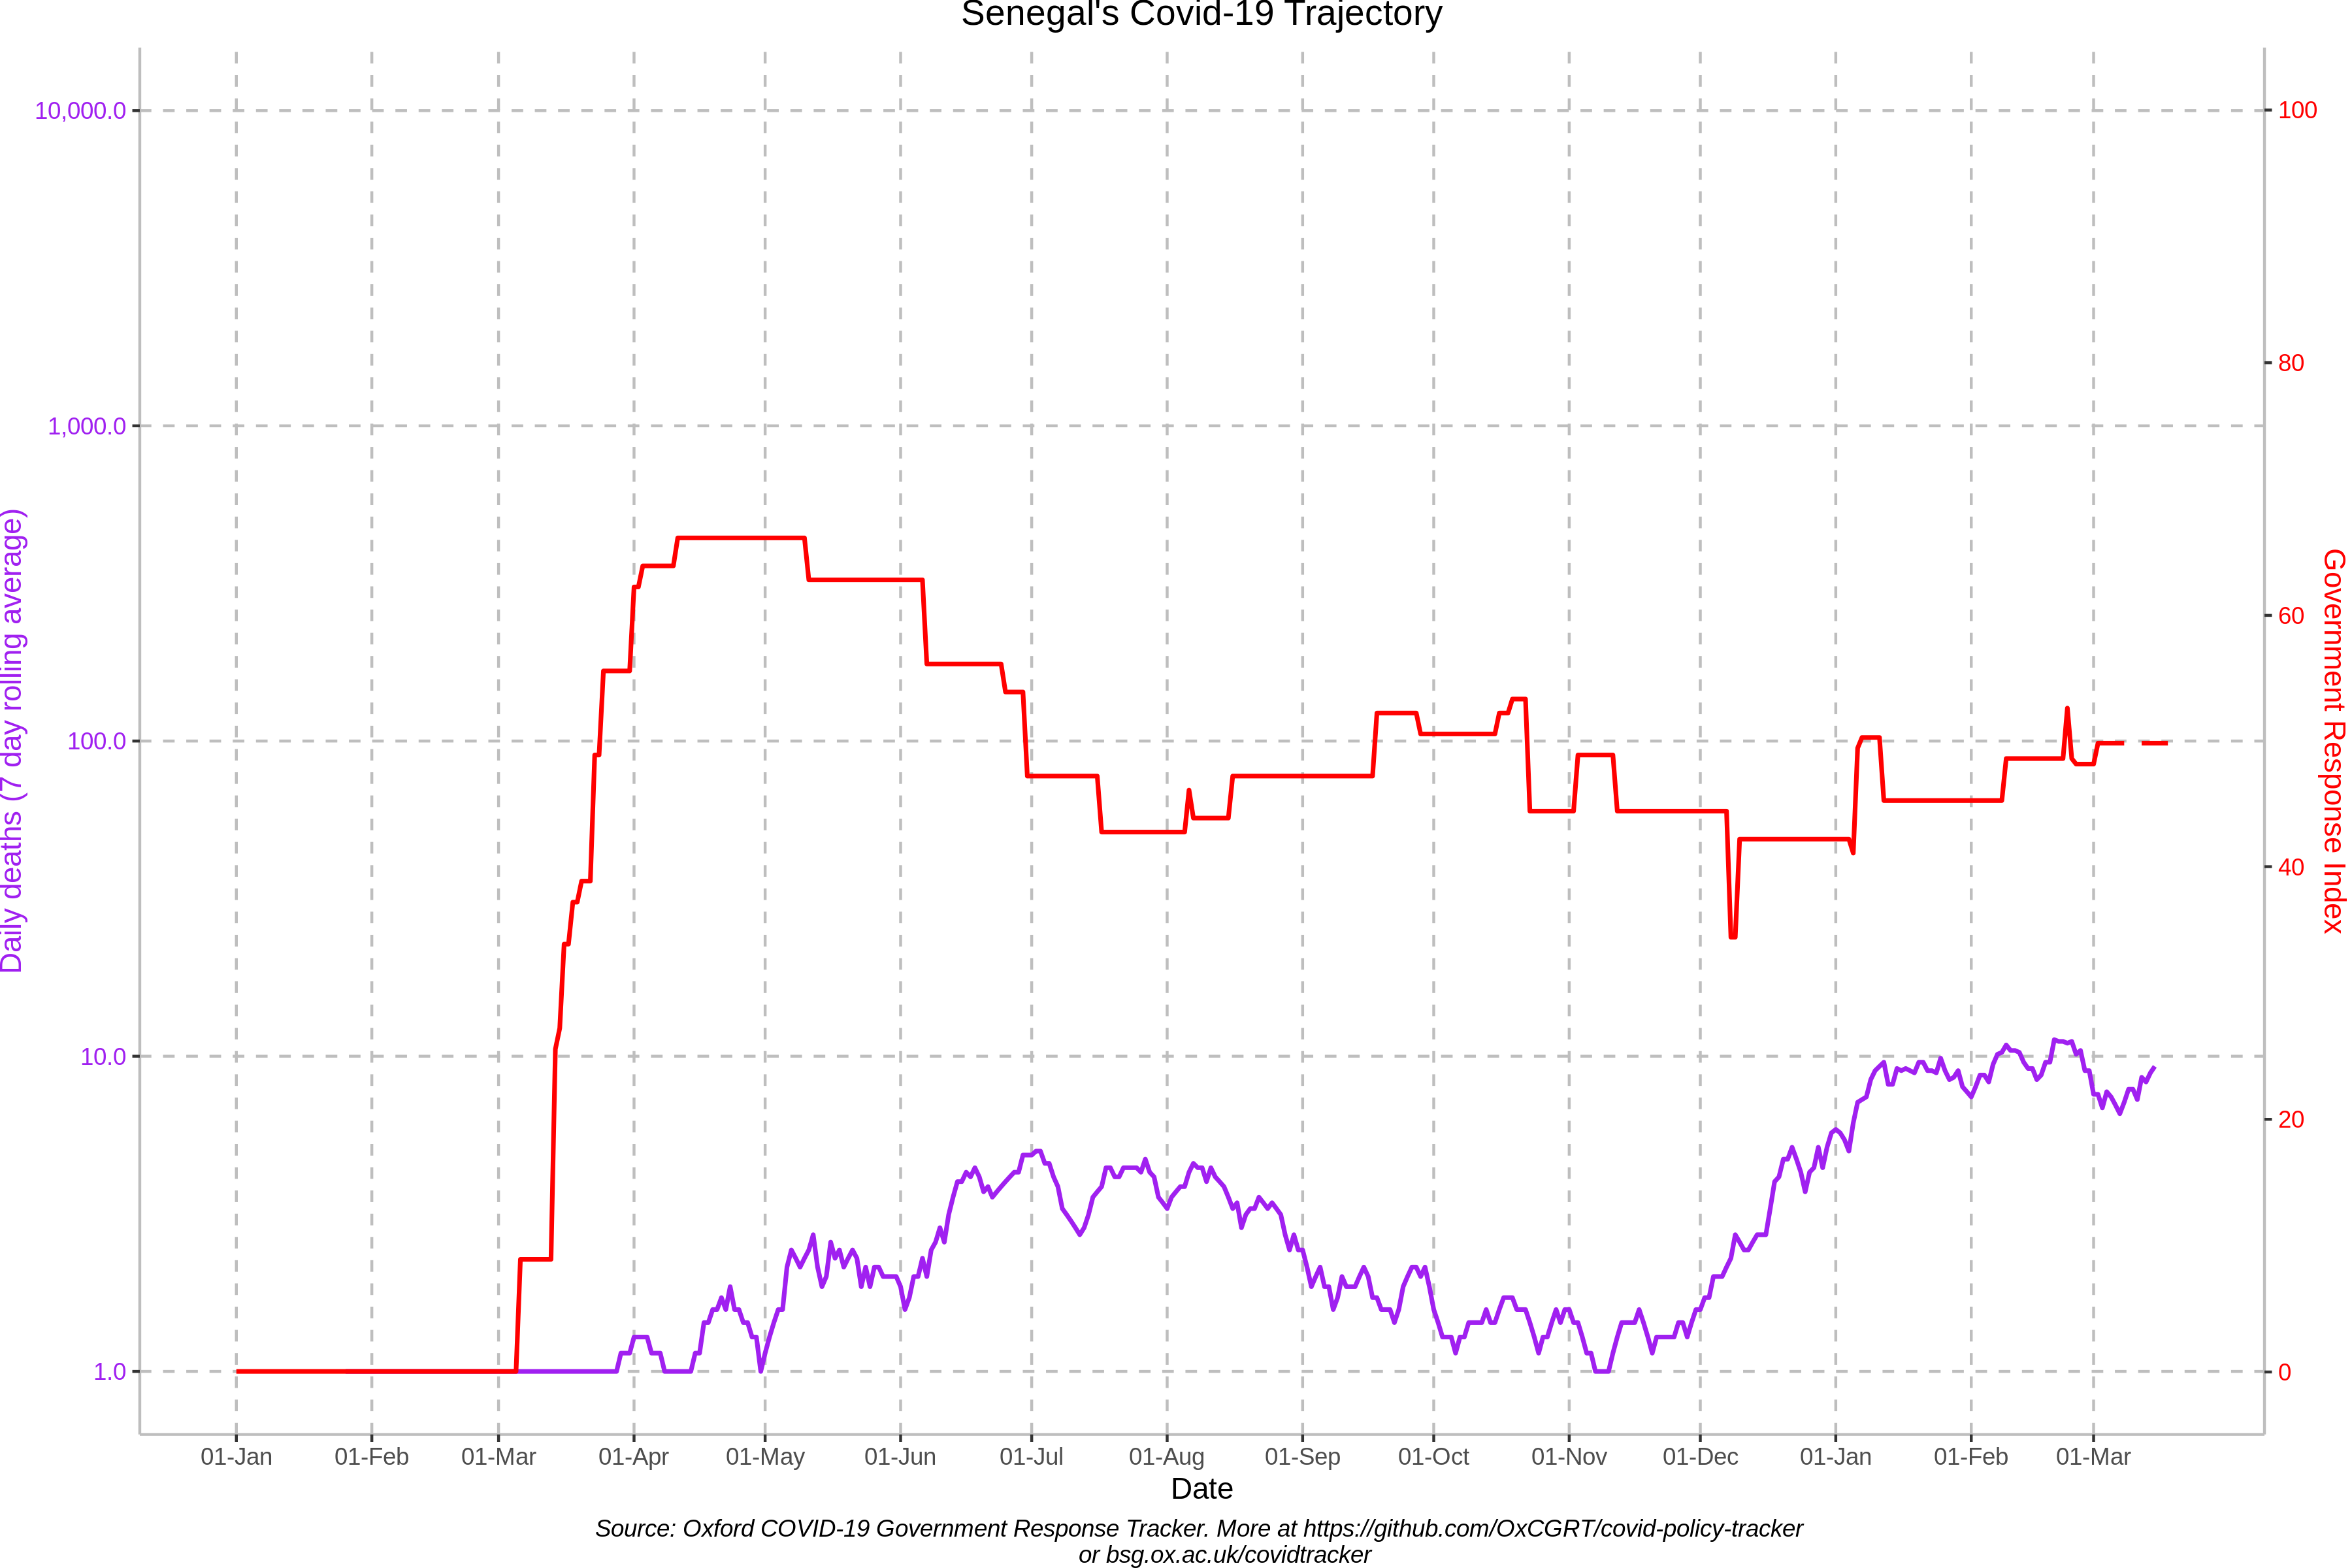 Senegal's Covid-19 Trajectory
10,000.0
1,000.0
100.0
10.0
1.0
Daily deaths (7 day rolling average)
100
80
60
40
20
0
Government Response Index
01-Jan 01-Feb 01-Mar 01-Apr 01-May 01-Jun 01-Jul 01-Aug 01-Sep 01-Oct 01-Nov 01-Dec 01-Jan 01-Feb 01-Mar
Date
Source: Oxford COVID-19 Government Response Tracker. More at https://github.com/OxCGRT/covid-policy-tracker
or bsg.ox.ac.uk/covidtracker